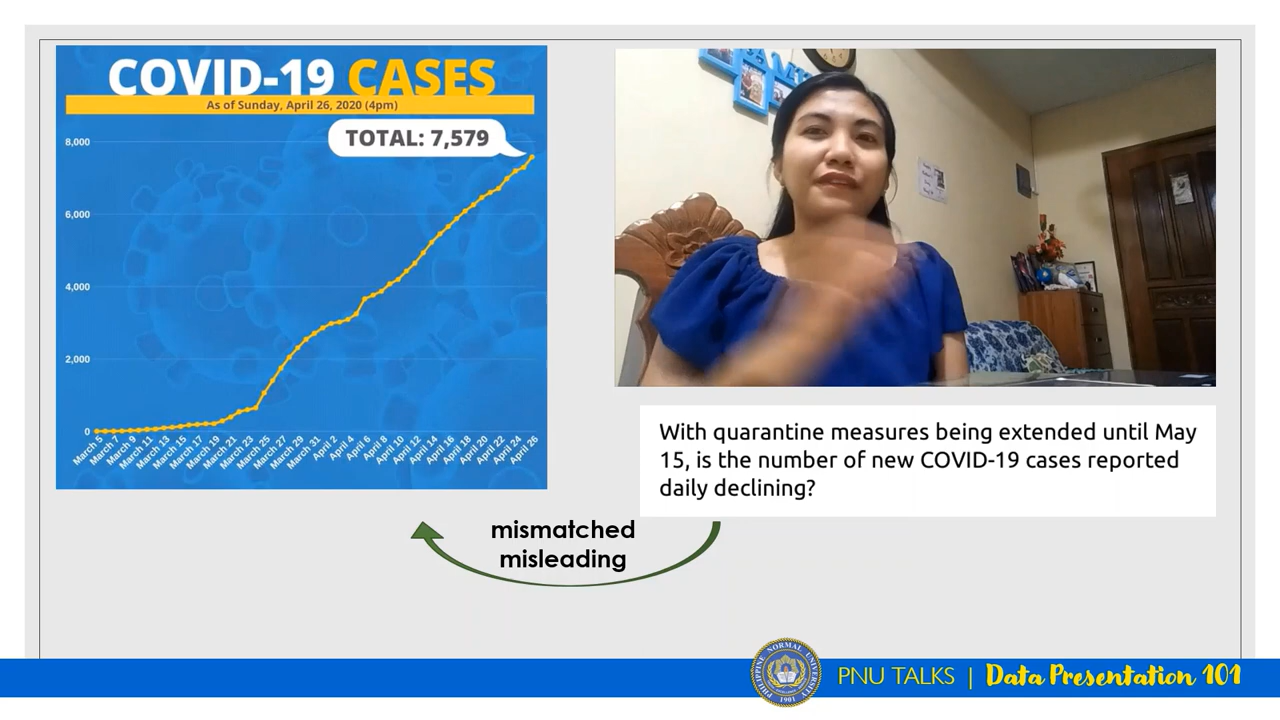 COVID-19 CASES
As of Sunday, April 26, 2020 (4pm)
TOTAL: 7,579
8,000
6,000
4,000
2,000
0
March 5
March 7
March 9
March 11
March 13
March 15
March 17
March 19
March 21
March 23
March 25
March 27
March 29
March 31
April 2
April 4
April 6
April 8
April 10
April 12
April 14
April 16
April 18
April 20
April 22
April 24
April 26
With quarantine measures being extended until May
15, is the number of new COVID-19 cases reported
daily declining?
mismatched
misleading
PHILIPPINE NORMAL UNIVERSITY
1901
PNU TALKS | Data Presentation 101